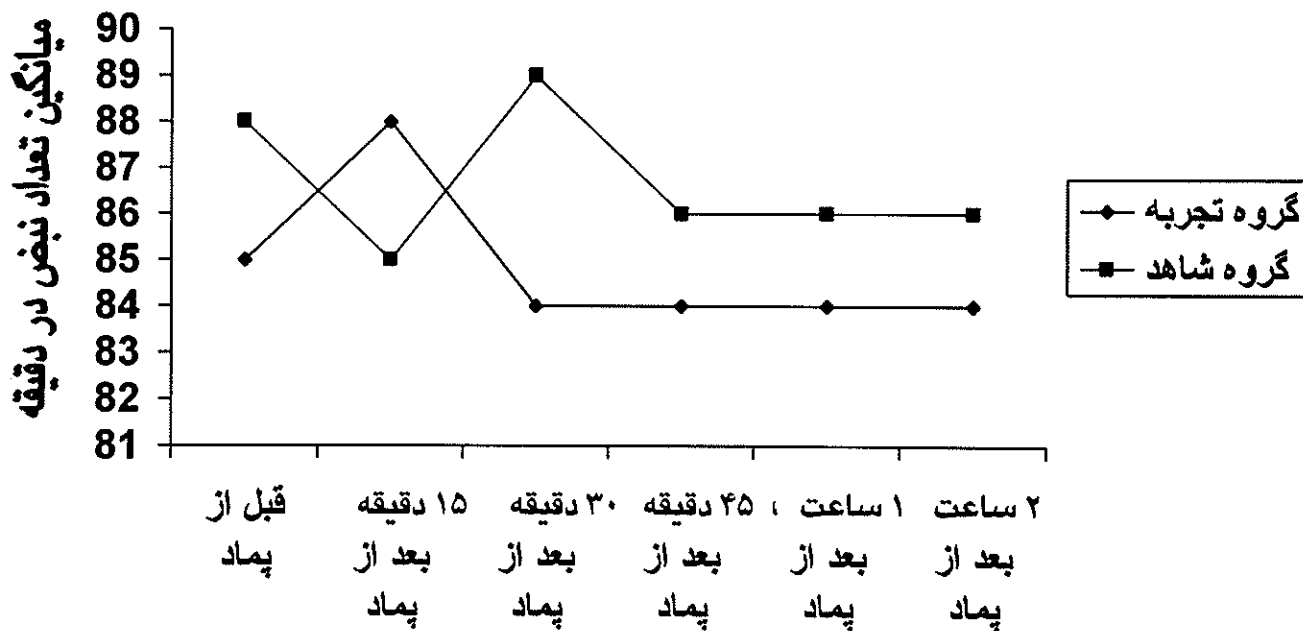 میانگین تعداد نبض در دقیقه
90
89
88
87
86
85
84
83
82
81
قبل از
پماد
۱۵ دقیقه
بعد از
پماد
۳۰ دقیقه
بعد از
پماد
۴۵ دقیقه
بعد از
پماد
۱ ساعت
بعد از
پماد
۲ ساعت
بعد از
پماد
گروه تجربه
گروه شاهد